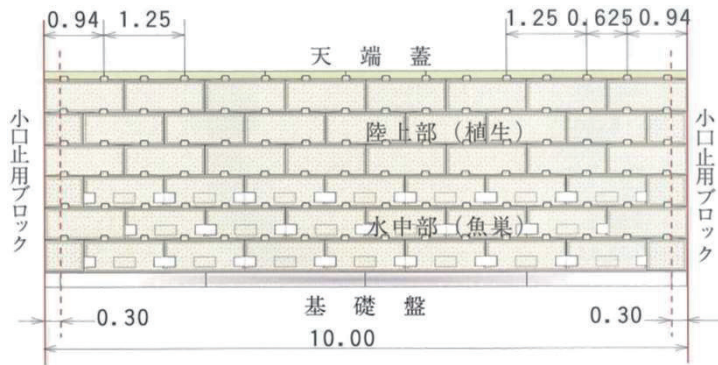 0.94 1.25 1.25 0.625 0.94
天端蓋
小口止用ブロック
陸上部（植生）
小口止用ブロック
水中部（魚巣）
基礎盤
0.30 0.30
10.00